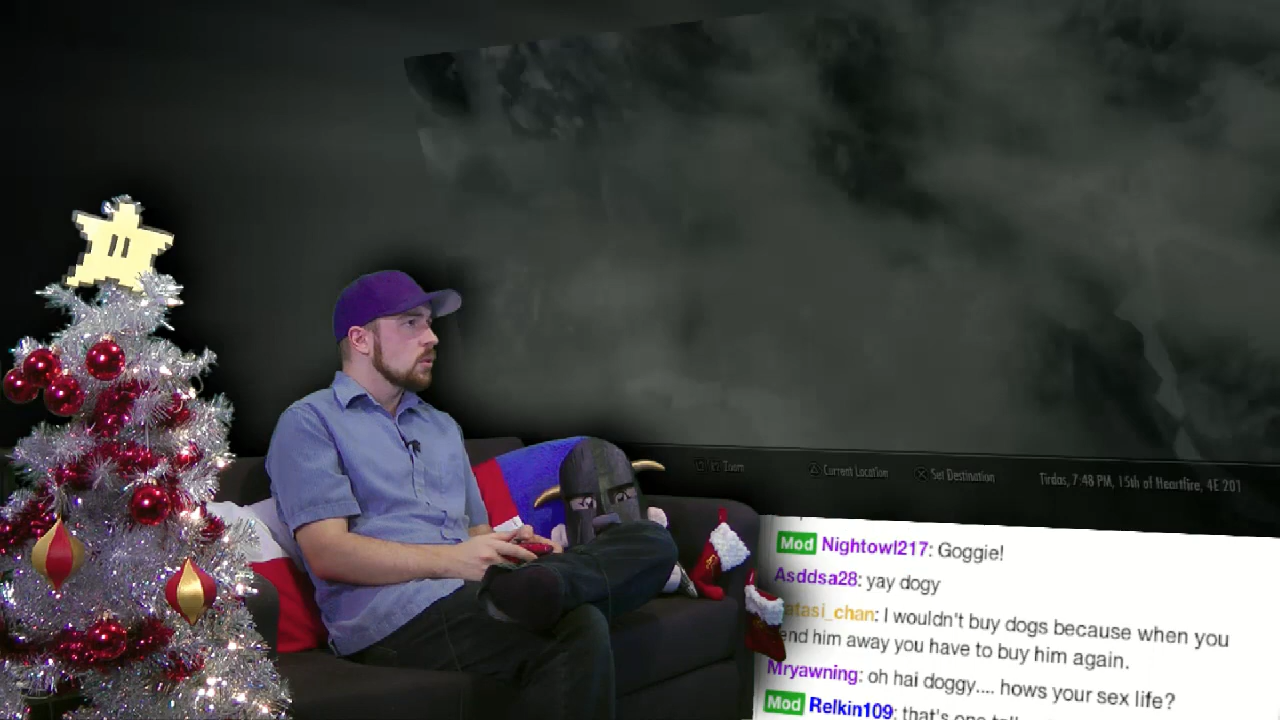 Zoom
Current Location
Set Destination
Tirdas, 7:48 PM, 15th of Heartfire, 4E 201
Mod Nightowl217: Goggie!
Asddsa28: yay dogy
atasi_chan: I wouldn't buy dogs because when you
end him away you have to buy him again.
Mryawning: oh hai doggy.... hows your sex life?
Mod Relkin109: that's one